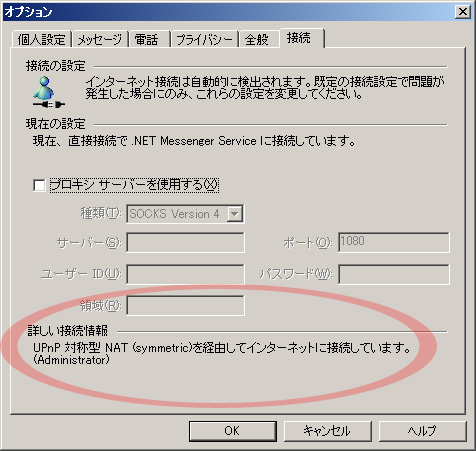 オプション
個人設定 メッセージ 電話 プライバシー 全般 接続
接続の設定
インターネット接続は自動的に検出されます。既定の接続設定で問題が
発生した場合にのみ、これらの設定を変更してください。
現在の設定
現在、直接接続で .NET Messenger Service に接続しています。
プロキシ サーバーを使用する(X)
種類(T): SOCKS Version 4
サーバー(S): ポート(O): 1080
ユーザー ID(U): パスワード(W):
領域(R):
詳しい接続情報
UPnP 対称型 NAT (symmetric)を経由してインターネットに接続しています。
(Administrator)
OK キャンセル ヘルプ